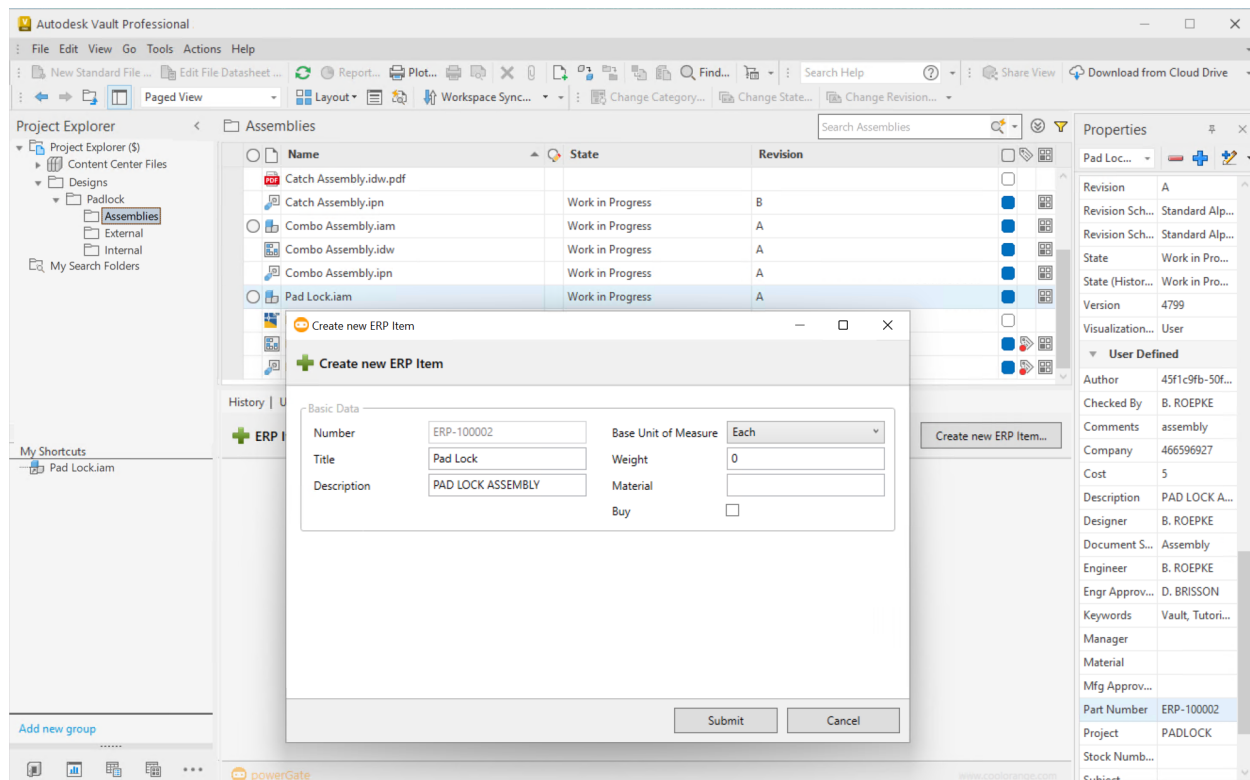 Autodesk Vault Professional
File Edit View Go Tools Actions Help
New Standard File ... Edit File Datasheet ... Report... Plot... Find... Search Help Share View Download from Cloud Drive
Paged View Layout Workspace Sync... Change Category... Change State... Change Revision...
Project Explorer
Project Explorer ($)
Content Center Files
Designs
Padlock
Assemblies
External
Internal
My Search Folders
My Shortcuts
Pad Lock.iam
Add new group
Assemblies
Search Assemblies
Name State Revision
Catch Assembly.idw.pdf
Catch Assembly.ipn Work in Progress B
Combo Assembly.iam Work in Progress A
Combo Assembly.idw Work in Progress A
Combo Assembly.ipn Work in Progress A
Pad Lock.iam Work in Progress A
History U
ERP I
Create new ERP Item...
Create new ERP Item
Create new ERP Item
Basic Data
Number ERP-100002 Base Unit of Measure Each
Title Pad Lock Weight 0
Description PAD LOCK ASSEMBLY Material
Buy
Submit Cancel
powerGate www.coolorange.com
Properties
Pad Loc...
Revision A
Revision Sch... Standard Alp...
Revision Sch... Standard Alp...
State Work in Pro...
State (Histor... Work in Pro...
Version 4799
Visualization... User
User Defined
Author 45f1c9fb-50f...
Checked By B. ROEPKE
Comments assembly
Company 466596927
Cost 5
Description PAD LOCK A...
Designer B. ROEPKE
Document S... Assembly
Engineer B. ROEPKE
Engr Approv... D. BRISSON
Keywords Vault, Tutori...
Manager
Material
Mfg Approv...
Part Number ERP-100002
Project PADLOCK
Stock Numb...
Subject